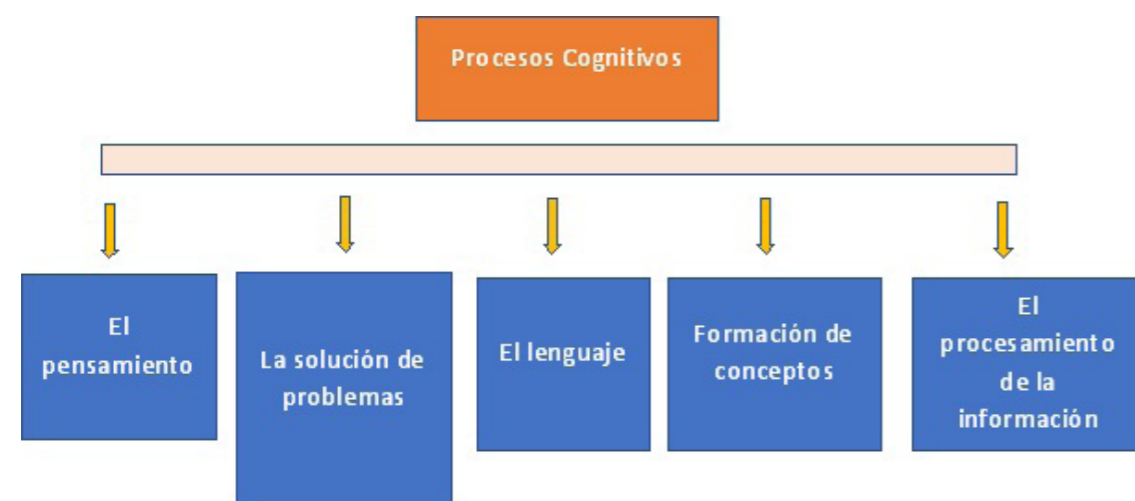 Procesos Cognitivos
El
pensamiento
La solución de
problemas
El lenguaje
Formación de
conceptos
El
procesamiento
de la
información